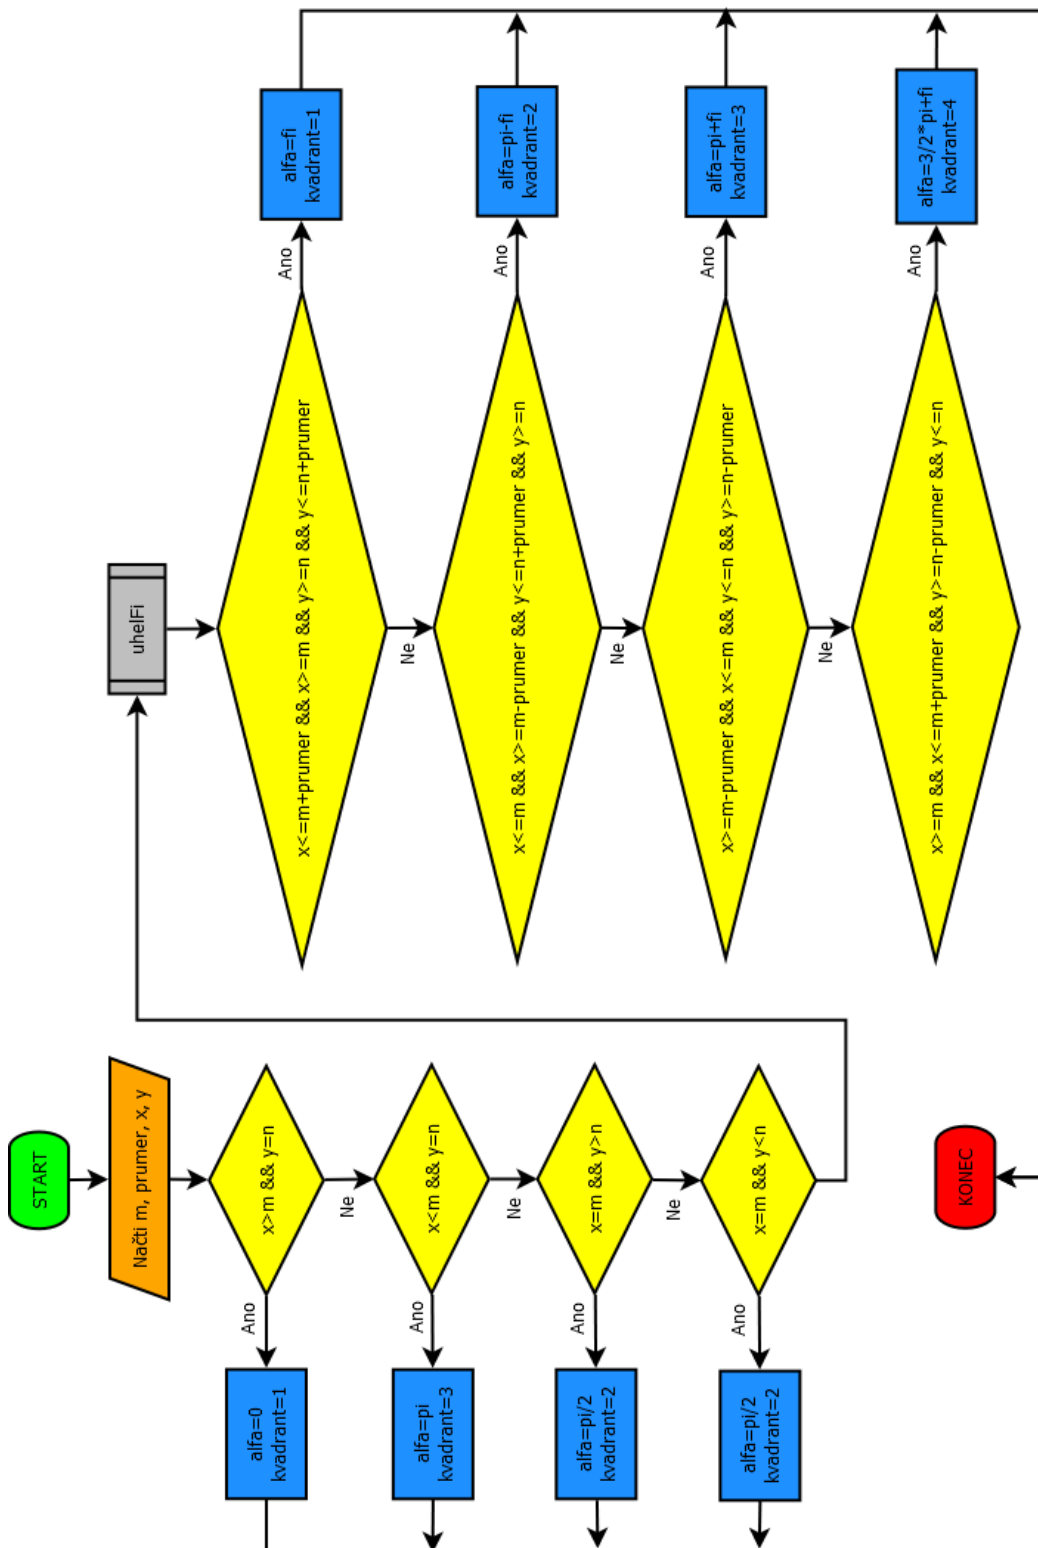 START
Načti m, prumer, x, y
x>m && y=n
Ano
alfa=0
kvadrant=1
Ne
x<m && y=n
Ano
alfa=pi
kvadrant=3
Ne
x=m && y>n
Ano
alfa=pi/2
kvadrant=2
Ne
x=m && y<n
Ano
alfa=pi/2
kvadrant=2
uhelFi
x<=m+prumer && x>=m && y>=n && y<=n+prumer
Ano
alfa=fi
kvadrant=1
Ne
x<=m && x>=m-prumer && y<=n+prumer && y>=n
Ano
alfa=pi-fi
kvadrant=2
Ne
x>=m-prumer && x<=m && y<=n && y>=n-prumer
Ano
alfa=pi+fi
kvadrant=3
Ne
x>=m && x<=m+prumer && y>=n-prumer && y<=n
Ano
alfa=3/2*pi+fi
kvadrant=4
KONEC